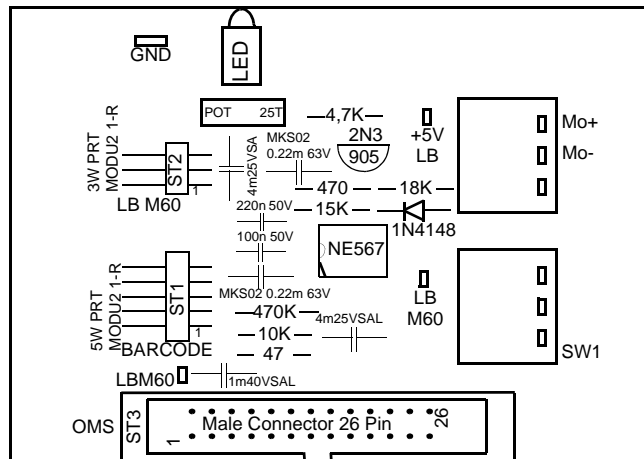 GND
LED
POT 25T
4,7K
3W PRT
MODU2 1-R
ST2
1
LB M60
4m25VSA
MKS02
0.22m 63V
2N3
905
+5V
LB
Mo+
Mo-
470
18K
220n 50V
15K
1N4148
100n 50V
NE567
MKS02 0.22m 63V
5W PRT
MODU2 1-R
ST1
1
BARCODE
470K
10K
47
4m25VSAL
LB
M60
SW1
LBM60
1m40VSAL
OMS
ST3
1
Male Connector 26 Pin
26